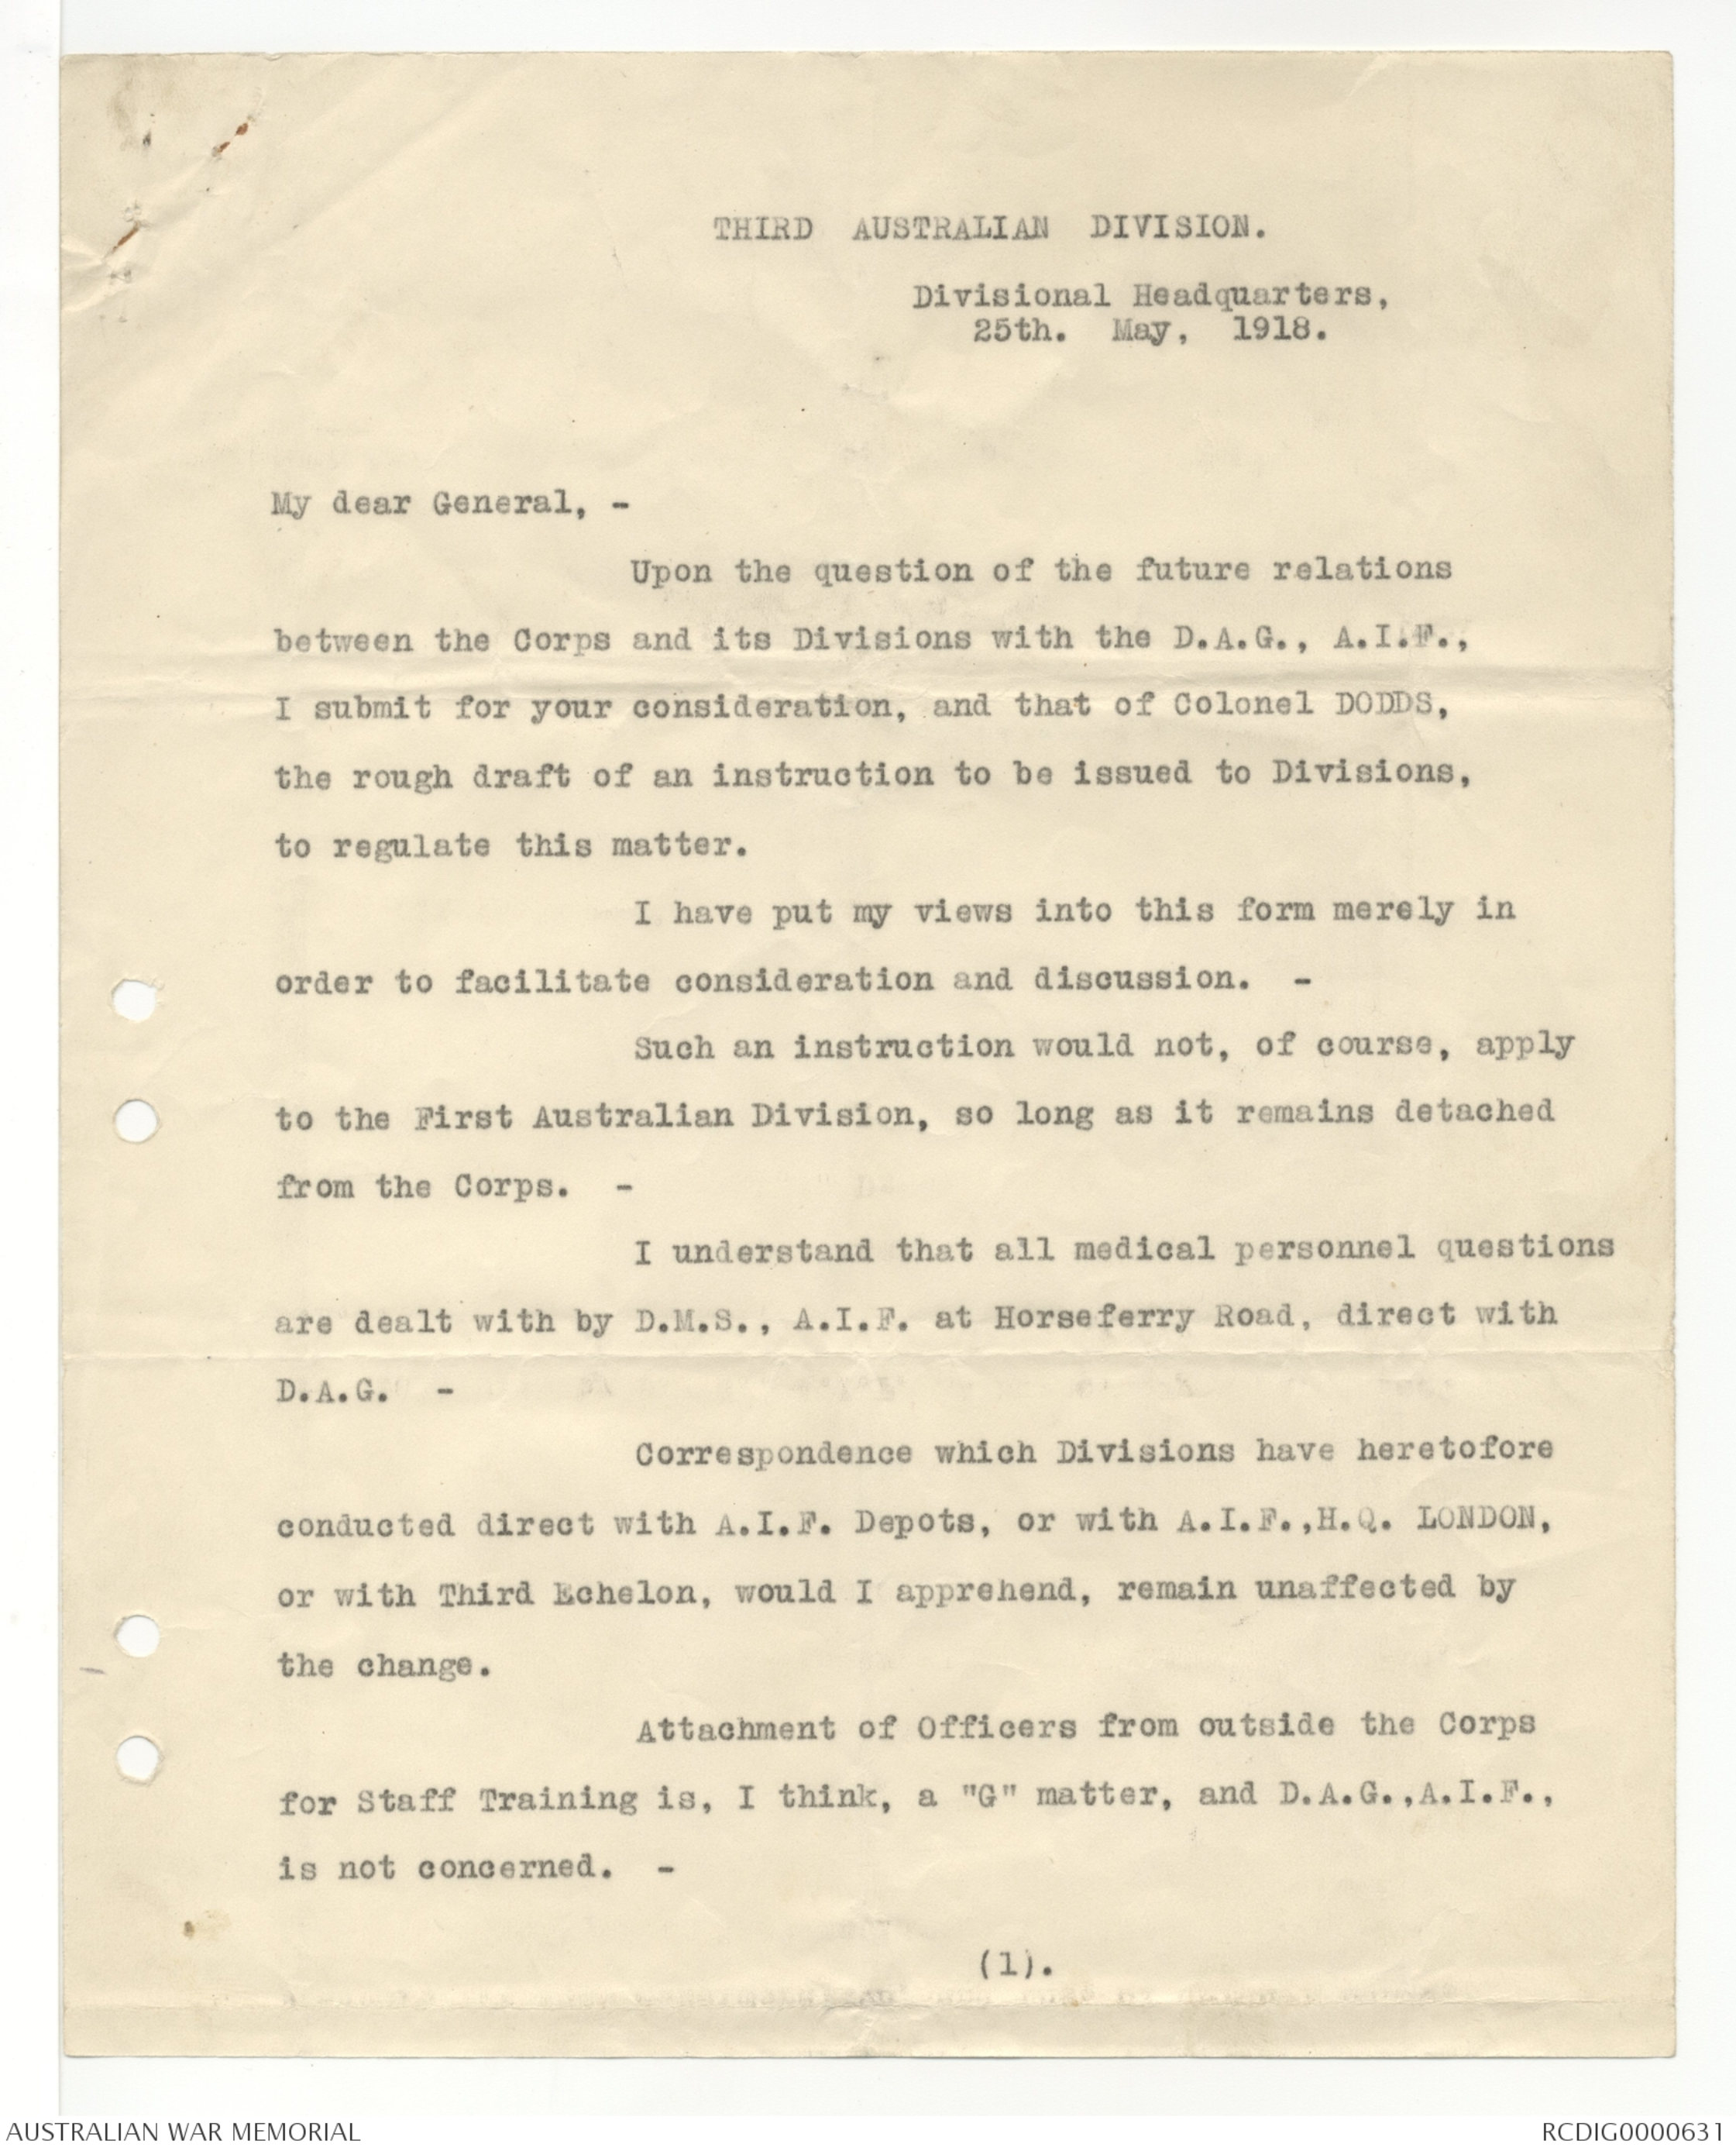 THIRD AUSTRALIAN DIVISION.
Divisional Headquarters,
25th. May, 1918.
My dear General, -
Upon the question of the future relations
between the Corps and its Divisions with the D.A.G., A.I.F.,
I submit for your consideration, and that of Colonel DODDS,
the rough draft of an instruction to be issued to Divisions,
to regulate this matter.
I have put my views into this form merely in
order to facilitate consideration and discussion. -
Such an instruction would not, of course, apply
to the First Australian Division, so long as it remains detached
from the Corps. -
I understand that all medical personnel questions
are dealt with by D.M.S., A.I.F. at Horseferry Road, direct with
D.A.G. -
Correspondence which Divisions have heretofore
conducted direct with A.I.F. Depots, or with A.I.F.,H.Q. LONDON,
or with Third Echelon, would I apprehend, remain unaffected by
the change.
Attachment of Officers from outside the Corps
for Staff Training is, I think, a "G" matter, and D.A.G.,A.I.F.,
is not concerned. -
(1).
AUSTRALIAN WAR MEMORIAL
RCDIG0000631